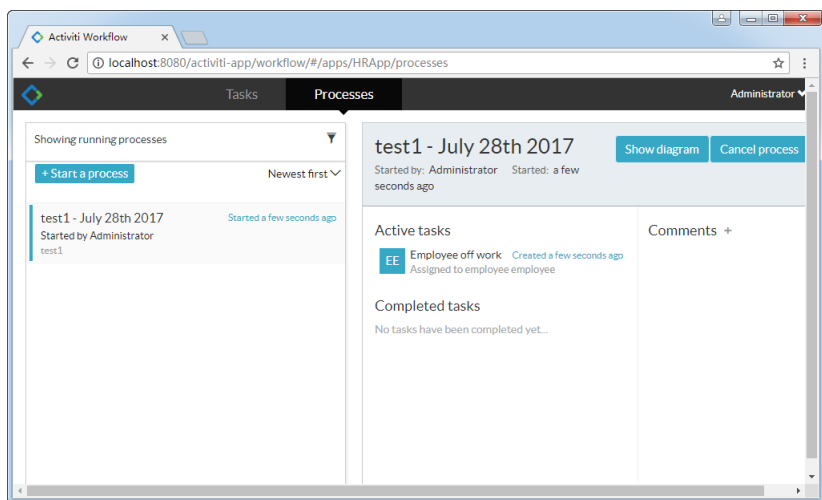 Activiti Workflow
localhost:8080/activiti-app/workflow/#/apps/HRApp/processes
Tasks
Processes
Administrator
Showing running processes
+ Start a process
Newest first
test1 - July 28th 2017
Started a few seconds ago
Started by Administrator
test1
test1 - July 28th 2017
Started by: Administrator Started: a few
seconds ago
Show diagram
Cancel process
Active tasks
EE
Employee off work Created a few seconds ago
Assigned to employee employee
Completed tasks
No tasks have been completed yet...
Comments +